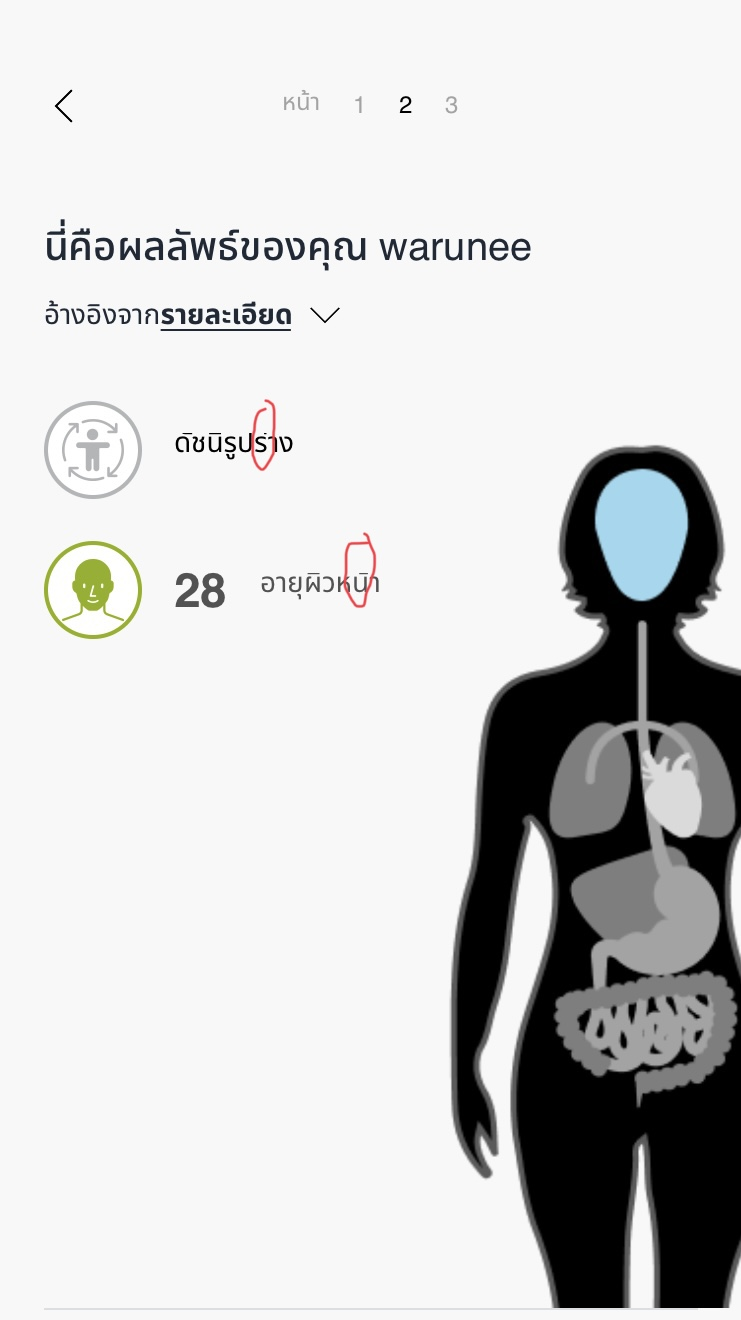 หน้า 1 2 3
นี่คือผลลัพธ์ของคุณ warunee
อ้างอิงจากรายละเอียด
ดัชนีรูปร่าง
28 อายุผิวหน้า